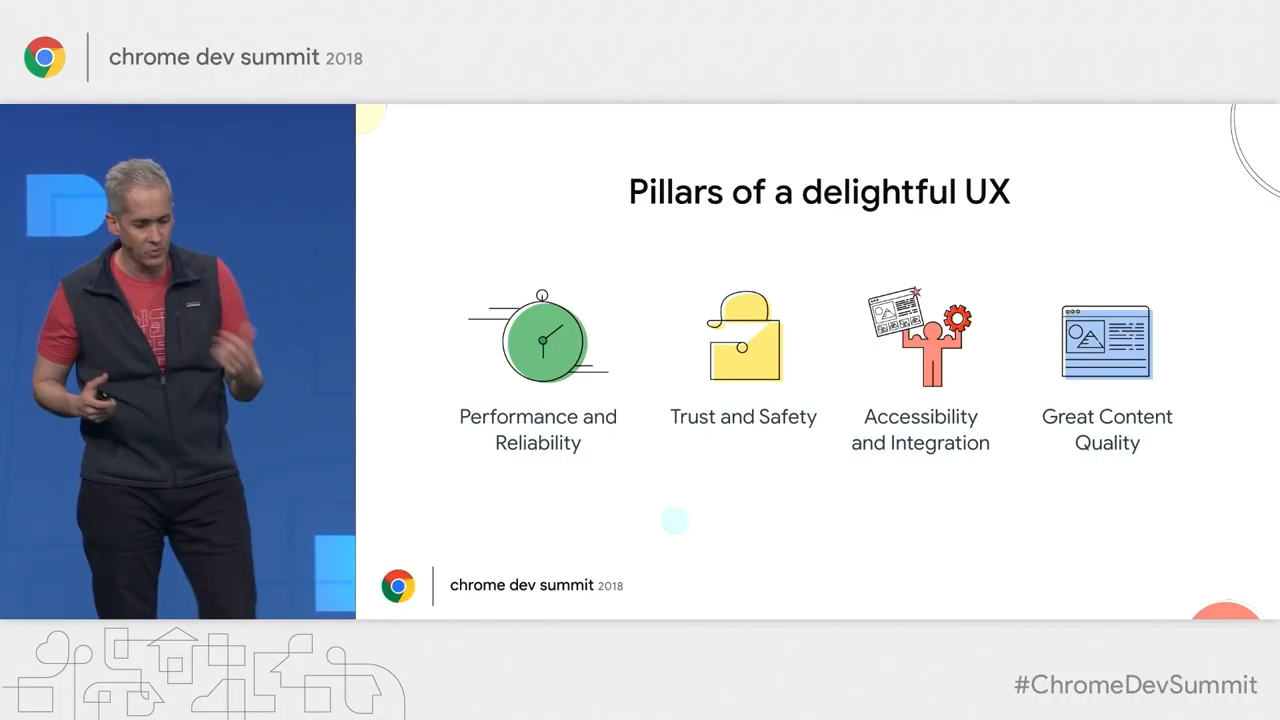 chrome dev summit 2018
Pillars of a delightful UX
Performance and
Reliability
Trust and Safety
Accessibility
and Integration
Great Content
Quality
chrome dev summit 2018
#ChromeDevSummit